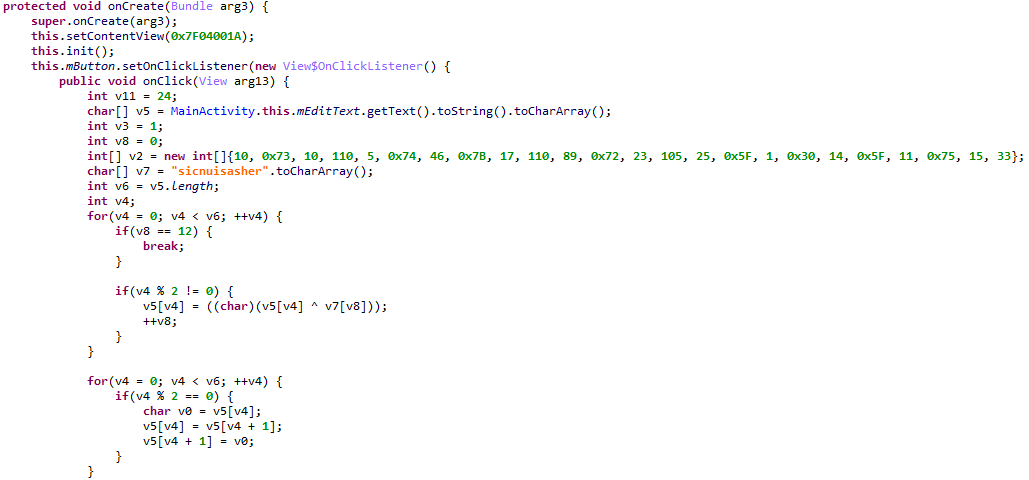 protected void onCreate(Bundle arg3) {
    super.onCreate(arg3);
    this.setContentView(0x7F04001A);
    this.init();
    this.mButton.setOnClickListener(new View$OnClickListener() {
        public void onClick(View arg13) {
            int v11 = 24;
            char[] v5 = MainActivity.this.mEditText.getText().toString().toCharArray();
            int v3 = 1;
            int v8 = 0;
            int[] v2 = new int[]{10, 0x73, 10, 110, 5, 0x74, 46, 0x7B, 17, 110, 89, 0x72, 23, 105, 25, 0x5F, 1, 0x30, 14, 0x5F, 11, 0x75, 15, 33};
            char[] v7 = "sicnuisasher".toCharArray();
            int v6 = v5.length;
            int v4;
            for(v4 = 0; v4 < v6; ++v4) {
                if(v8 == 12) {
                    break;
                }

                if(v4 % 2 != 0) {
                    v5[v4] = ((char)(v5[v4] ^ v7[v8]));
                    ++v8;
                }
            }

            for(v4 = 0; v4 < v6; ++v4) {
                if(v4 % 2 == 0) {
                    char v0 = v5[v4];
                    v5[v4] = v5[v4 + 1];
                    v5[v4 + 1] = v0;
                }
            }